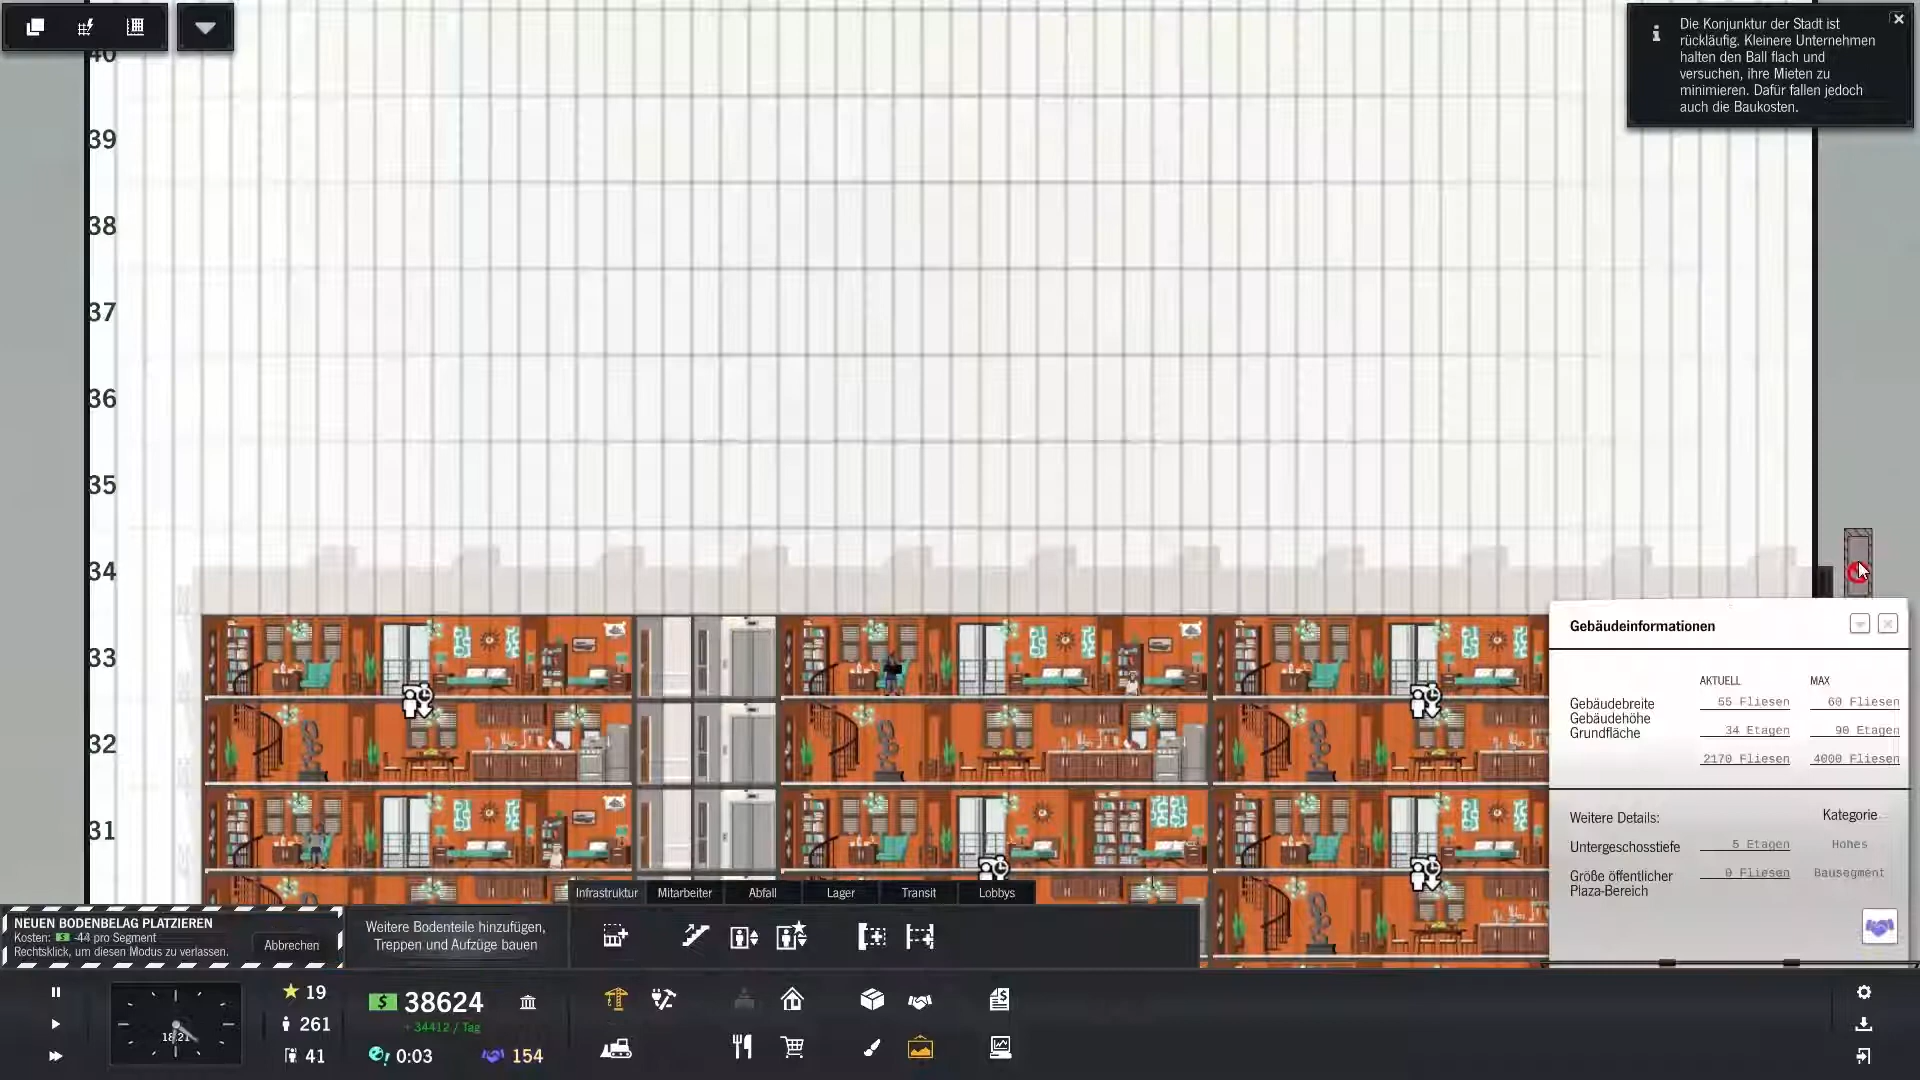 Die Konjunktur der Stadt ist
rückläufig. Kleinere Unternehmen
halten den Ball flach und
versuchen, ihre Mieten zu
minimieren. Dafür fallen jedoch
auch die Baukosten.
40
39
38
37
36
35
34
33
32
31
Gebäudeinformationen
AKTUELL MAX
Gebäudebreite 55 Fliesen 60 Fliesen
Gebäudehöhe 34 Etagen 90 Etagen
Grundfläche 2170 Fliesen 4000 Fliesen
Weitere Details: Kategorie
Untergeschosstiefe 5 Etagen Hohes
Größe öffentlicher 0 Fliesen Bausegment
Plaza-Bereich
Infrastruktur Mitarbeiter Abfall Lager Transit Lobbys
NEUEN BODENBELAG PLATZIEREN
Kosten: $ -44 pro Segment
Rechtsklick, um diesen Modus zu verlassen.
Abbrechen
Weitere Bodenteile hinzufügen,
Treppen und Aufzüge bauen
18:21
19
261
41
$ 38624
+ 34412 / Tag
0:03
154